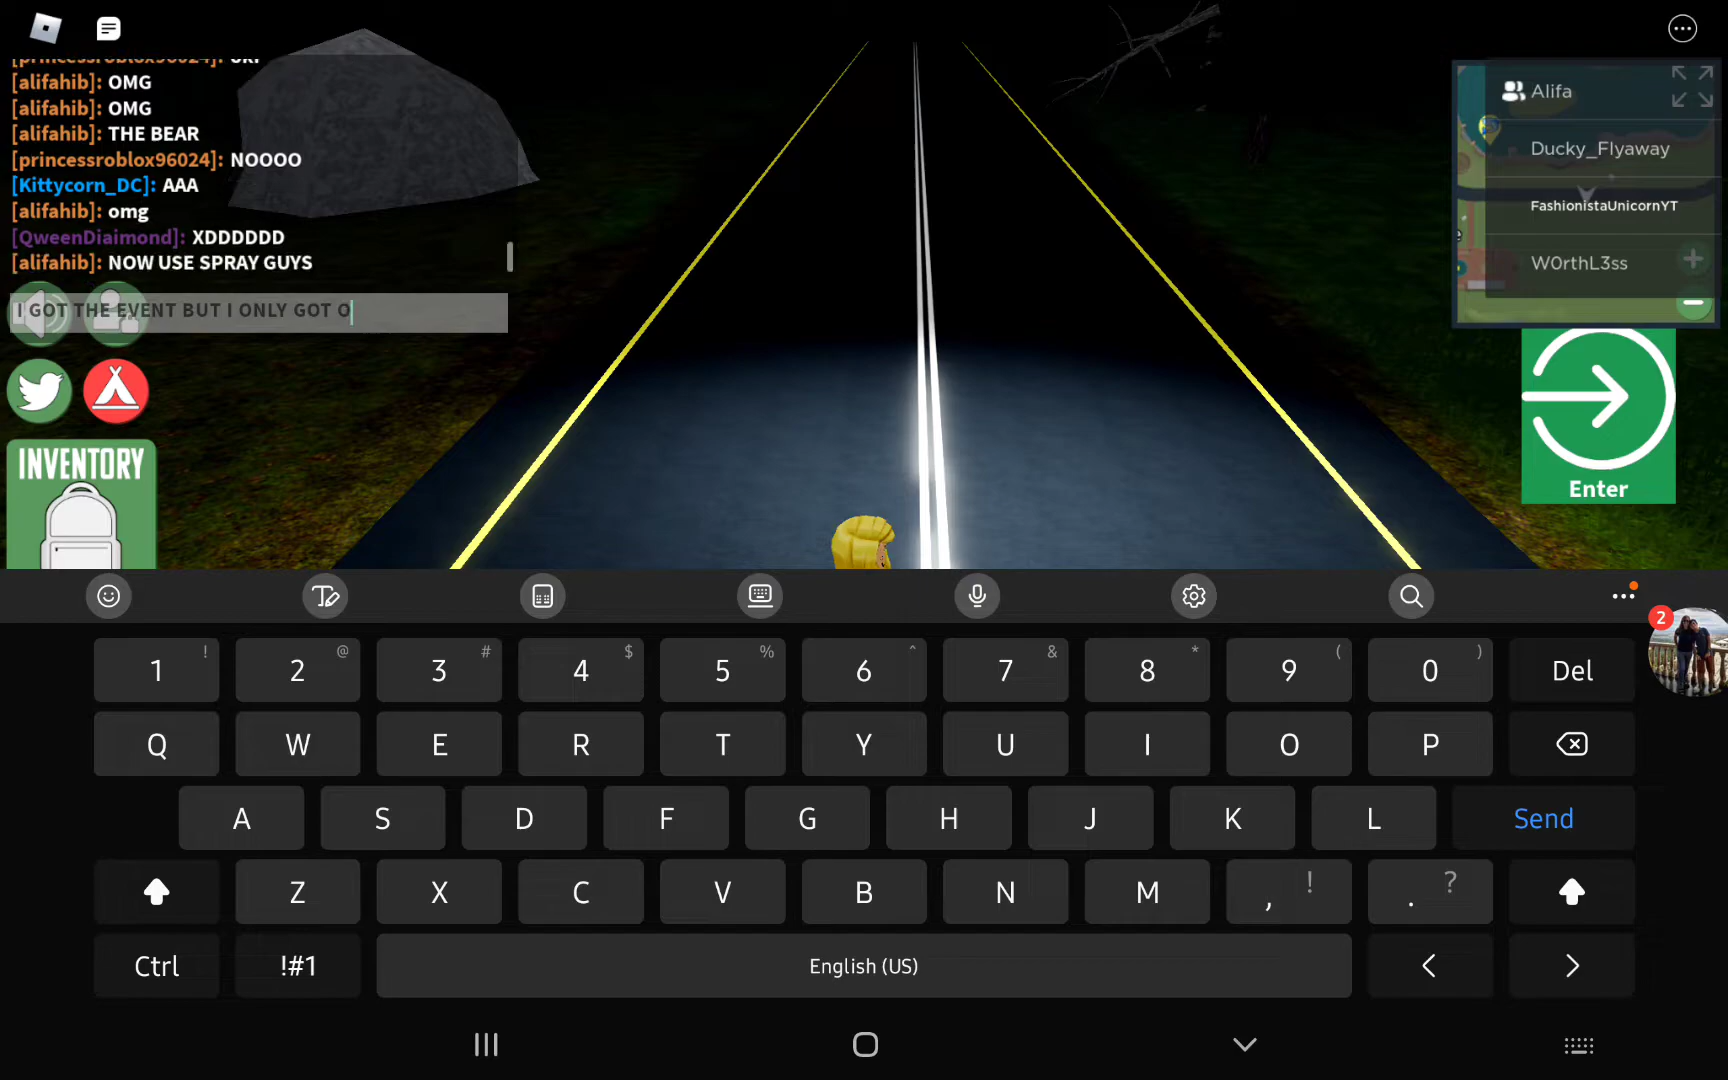 [alifahib]: OMG
[alifahib]: OMG
[alifahib]: THE BEAR
[princessroblox96024]: NOOOO
[Kittycorn_DC]: AAA
[alifahib]: omg
[QweenDiaimond]: XDDDDDD
[alifahib]: NOW USE SPRAY GUYS
I GOT THE EVENT BUT I ONLY GOT O
INVENTORY
Alifa
Ducky_Flyaway
FashionistaUnicornYT
W0rthL3ss
Enter
2
! @ # $ % ^ & * ( )
1 2 3 4 5 6 7 8 9 0 Del
Q W E R T Y U I O P
A S D F G H J K L Send
Z X C V B N M , ! . ?
Ctrl !#1 English (US) < >